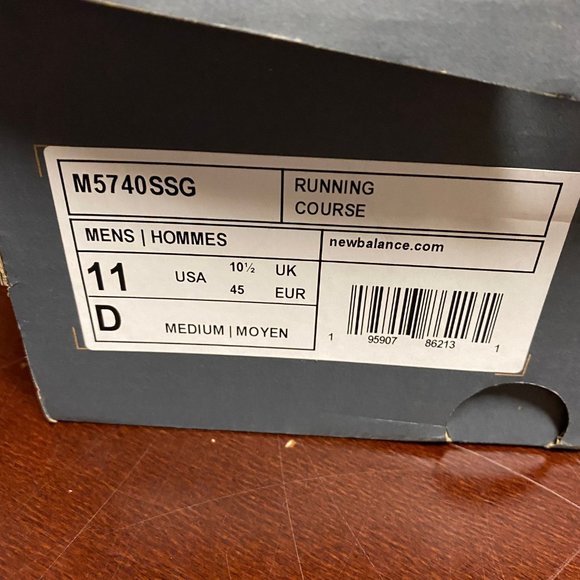 M5740SSG
RUNNING
COURSE
MENS | HOMMES
newbalance.com
11 USA 10½ UK
45 EUR
D MEDIUM | MOYEN
1 95907 86213 1